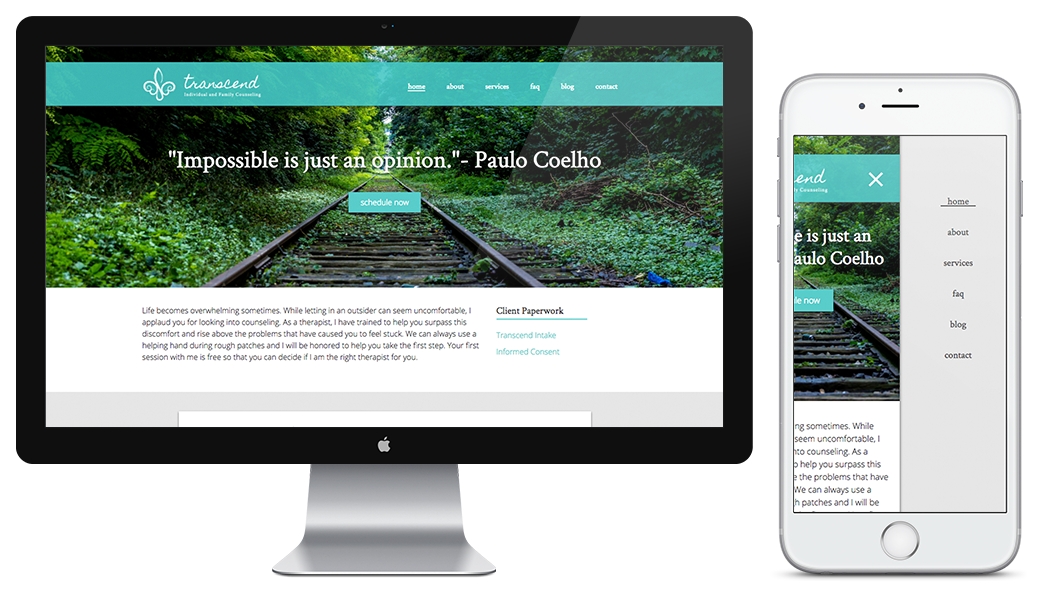 transcend
Individual and Family Counseling
home about services faq blog contact
"Impossible is just an opinion."- Paulo Coelho
schedule now
Life becomes overwhelming sometimes. While letting in an outsider can seem uncomfortable, I
applaud you for looking into counseling. As a therapist, I have trained to help you surpass this
discomfort and rise above the problems that have caused you to feel stuck. We can always use a
helping hand during rough patches and I will be honored to help you take the first step. Your first
session with me is free so that you can decide if I am the right therapist for you.
Client Paperwork
Transcend Intake
Informed Consent
end
ly Counseling
e is just an
aulo Coelho
le now
ng sometimes. While
seem uncomfortable, I
nto counseling. As a
o help you surpass this
e the problems that have
We can always use a
h patches and I will be
home
about
services
faq
blog
contact